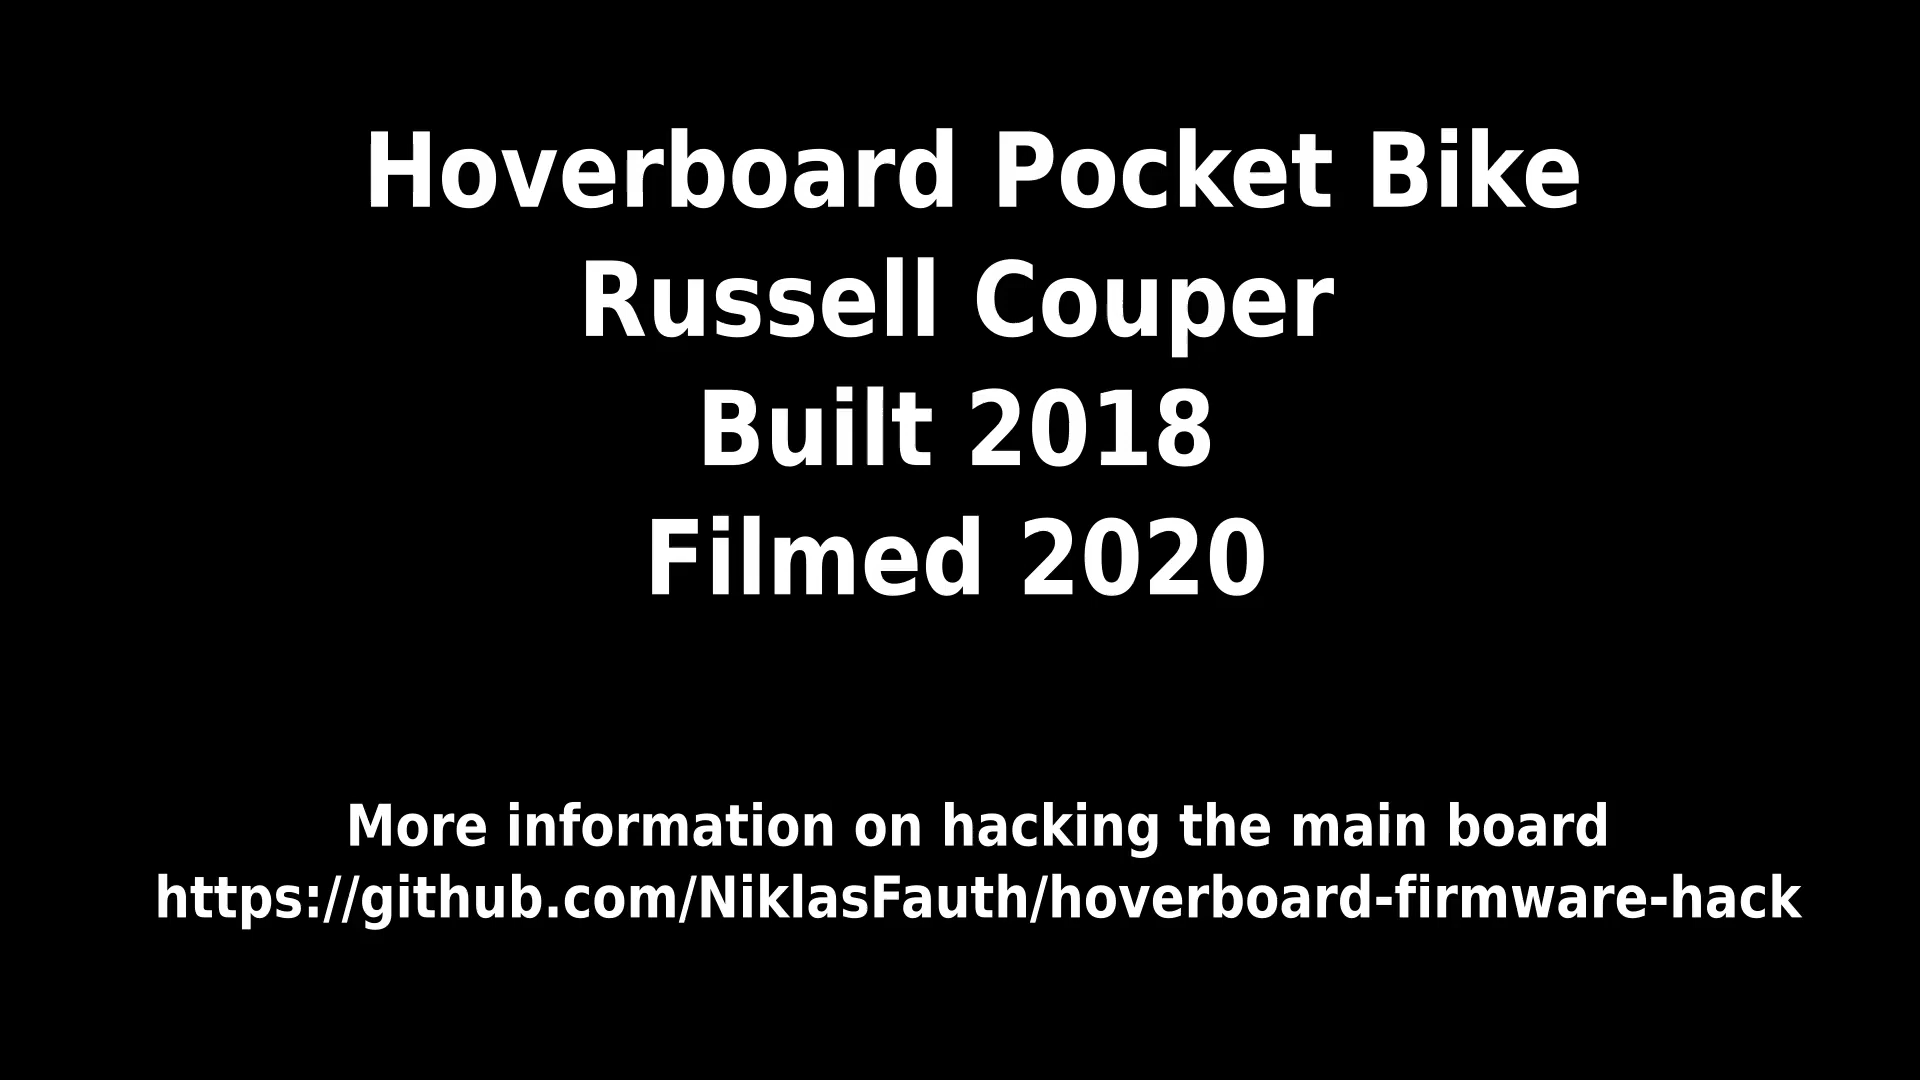 Hoverboard Pocket Bike
Russell Couper
Built 2018
Filmed 2020
More information on hacking the main board
https://github.com/NiklasFauth/hoverboard-firmware-hack